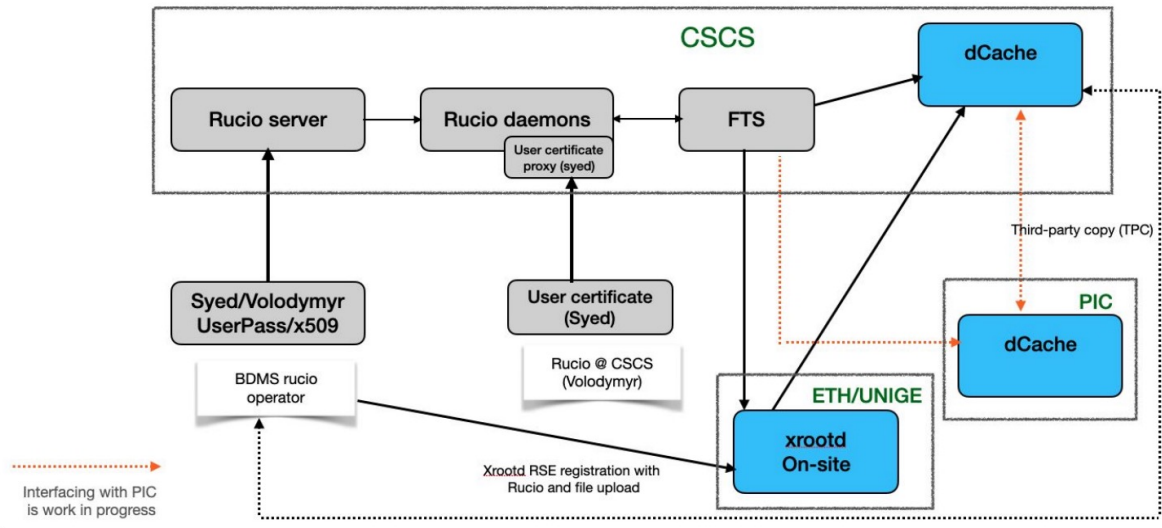 CSCS
dCache
Rucio server
Rucio daemons
FTS
User certificate
proxy (syed)
Third-party copy (TPC)
Syed/Volodymyr
UserPass/x509
User certificate
(Syed)
PIC
dCache
BDMS rucio
operator
Rucio @ CSCS
(Volodymyr)
ETH/UNIGE
xrootd
On-site
Xrootd RSE registration with
Rucio and file upload
Interfacing with PIC
is work in progress